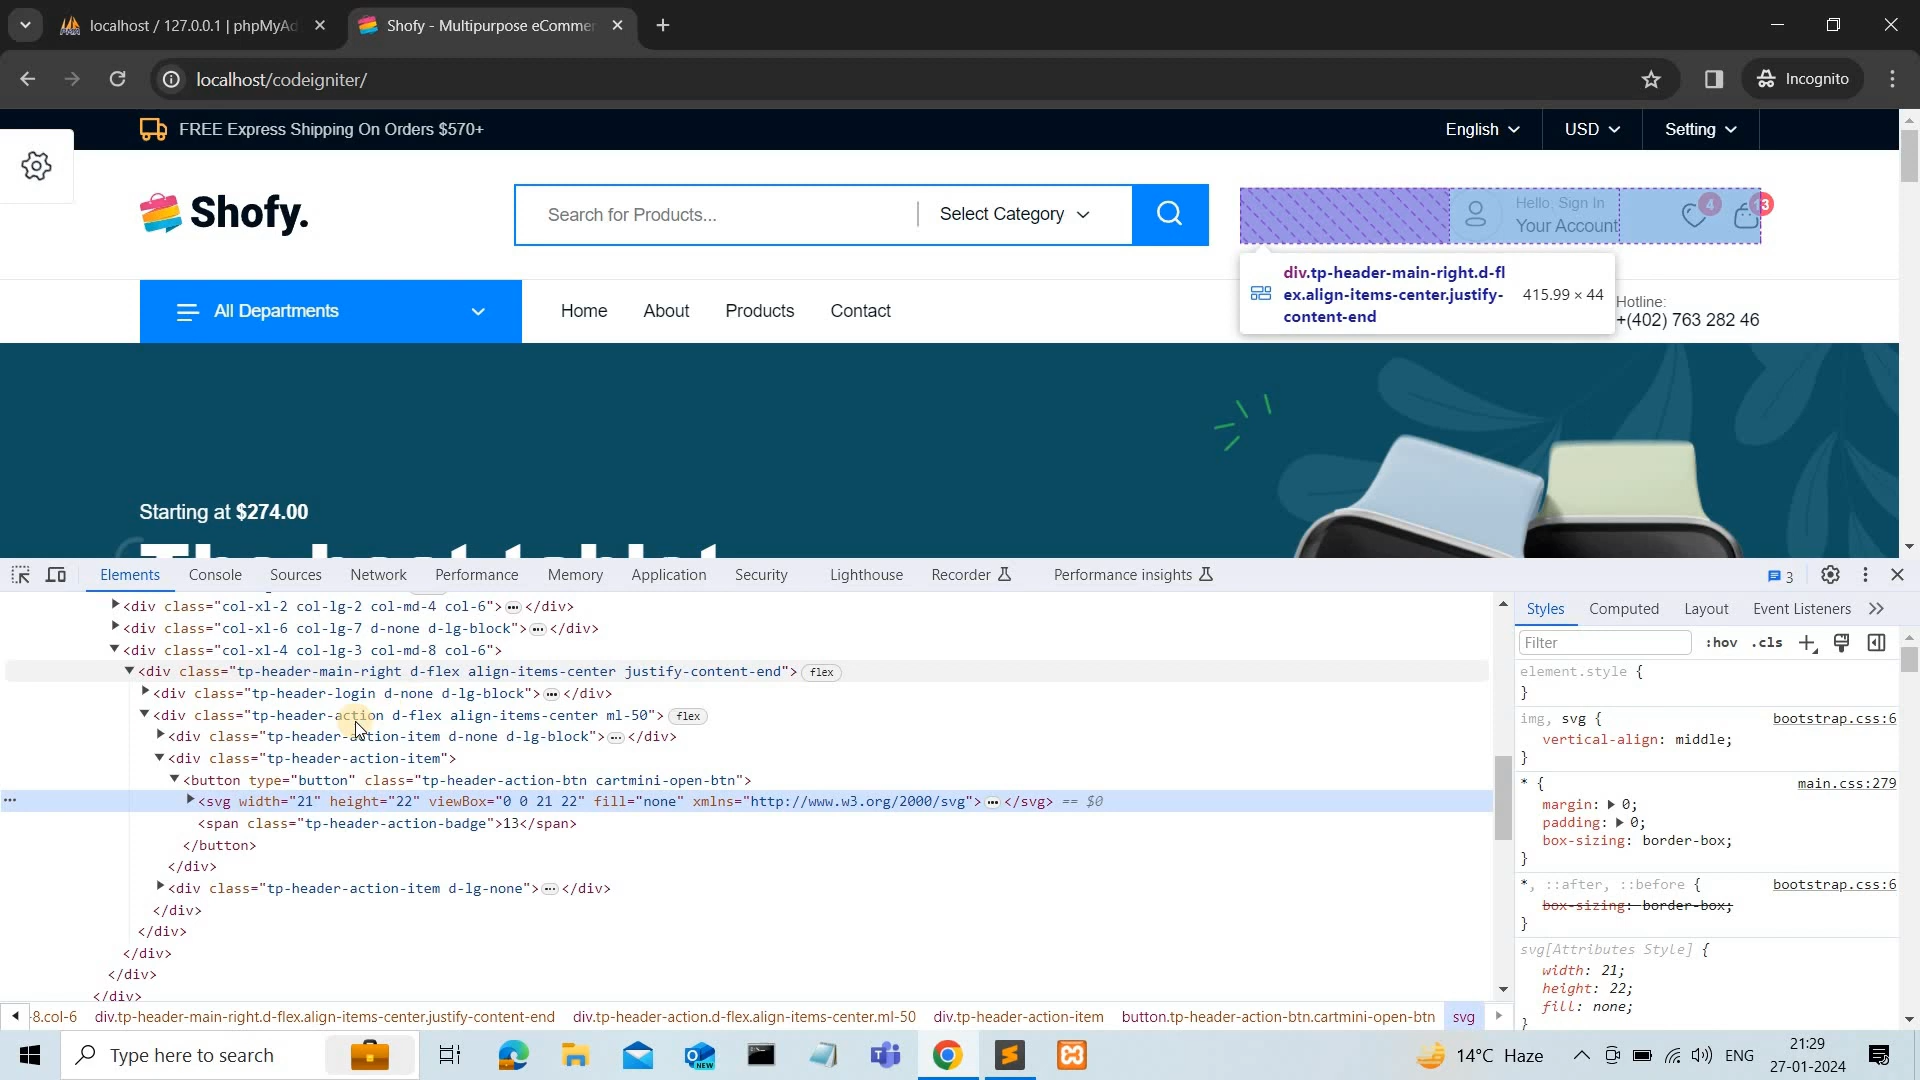 localhost / 127.0.0.1 | phpMyAd
Shofy - Multipurpose eCommer
localhost/codeigniter/
Incognito
FREE Express Shipping On Orders $570+
English
USD
Setting
Shofy.
Search for Products...
Select Category
Hello, Sign In
Your Account
4
13
All Departments
Home
About
Products
Contact
div.tp-header-main-right.d-fl
ex.align-items-center.justify-
content-end
415.99 × 44
Hotline:
+(402) 763 282 46
Starting at $274.00
The best tablet
Elements
Console
Sources
Network
Performance
Memory
Application
Security
Lighthouse
Recorder
Performance insights
3
<div class="col-xl-2 col-lg-2 col-md-4 col-6"> … </div>
<div class="col-xl-6 col-lg-7 d-none d-lg-block"> … </div>
<div class="col-xl-4 col-lg-3 col-md-8 col-6">
<div class="tp-header-main-right d-flex align-items-center justify-content-end"> flex
<div class="tp-header-login d-none d-lg-block"> … </div>
<div class="tp-header-action d-flex align-items-center ml-50"> flex
<div class="tp-header-action-item d-none d-lg-block"> … </div>
<div class="tp-header-action-item">
<button type="button" class="tp-header-action-btn cartmini-open-btn">
<svg width="21" height="22" viewBox="0 0 21 22" fill="none" xmlns="http://www.w3.org/2000/svg"> … </svg> == $0
<span class="tp-header-action-badge">13</span>
</button>
</div>
<div class="tp-header-action-item d-lg-none"> … </div>
</div>
</div>
</div>
</div>
</div>
-8.col-6
div.tp-header-main-right.d-flex.align-items-center.justify-content-end
div.tp-header-action.d-flex.align-items-center.ml-50
div.tp-header-action-item
button.tp-header-action-btn.cartmini-open-btn
svg
Styles
Computed
Layout
Event Listeners
Filter
:hov
.cls
element.style {
}
img, svg {
bootstrap.css:6
vertical-align: middle;
}
* {
main.css:279
margin: 0;
padding: 0;
box-sizing: border-box;
}
*, ::after, ::before {
bootstrap.css:6
box-sizing: border-box;
}
svg[Attributes Style] {
width: 21;
height: 22;
fill: none;
}
Type here to search
14°C Haze
ENG
21:29
27-01-2024